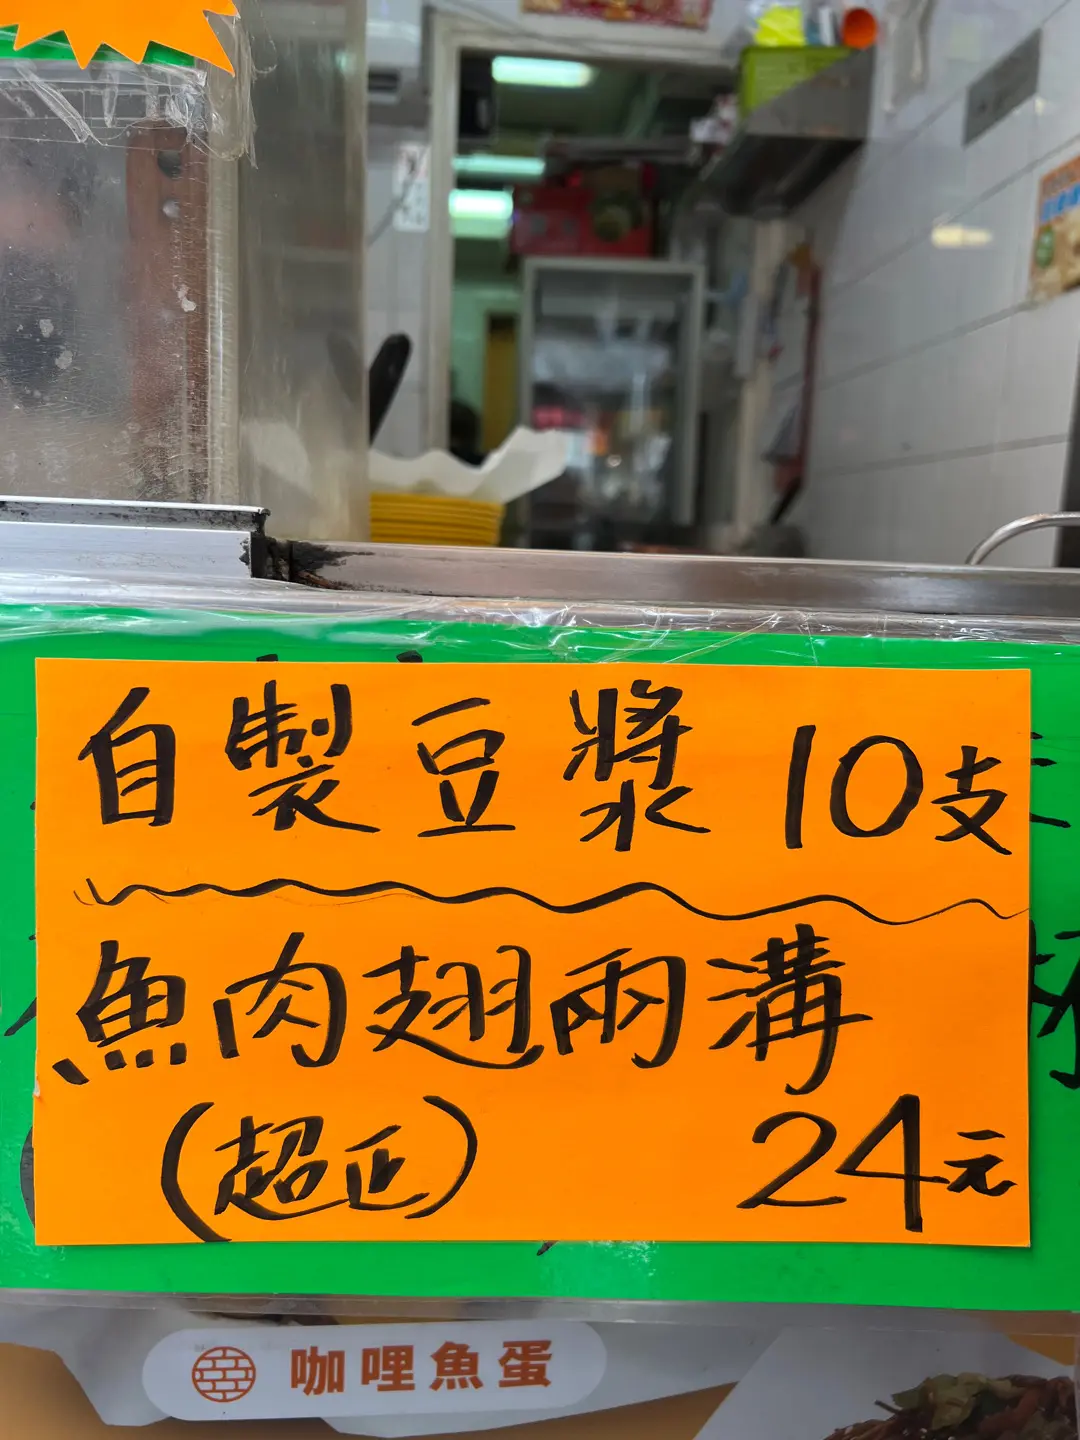 自製豆漿 10支
魚肉翅兩溝
(超正) 24元
咖哩魚蛋